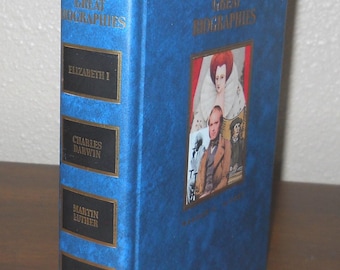 GREAT
BIOGRAPHIES
ELIZABETH I
CHARLES
DARWIN
MARTIN
LUTHER
GREAT
BIOGRAPHIES